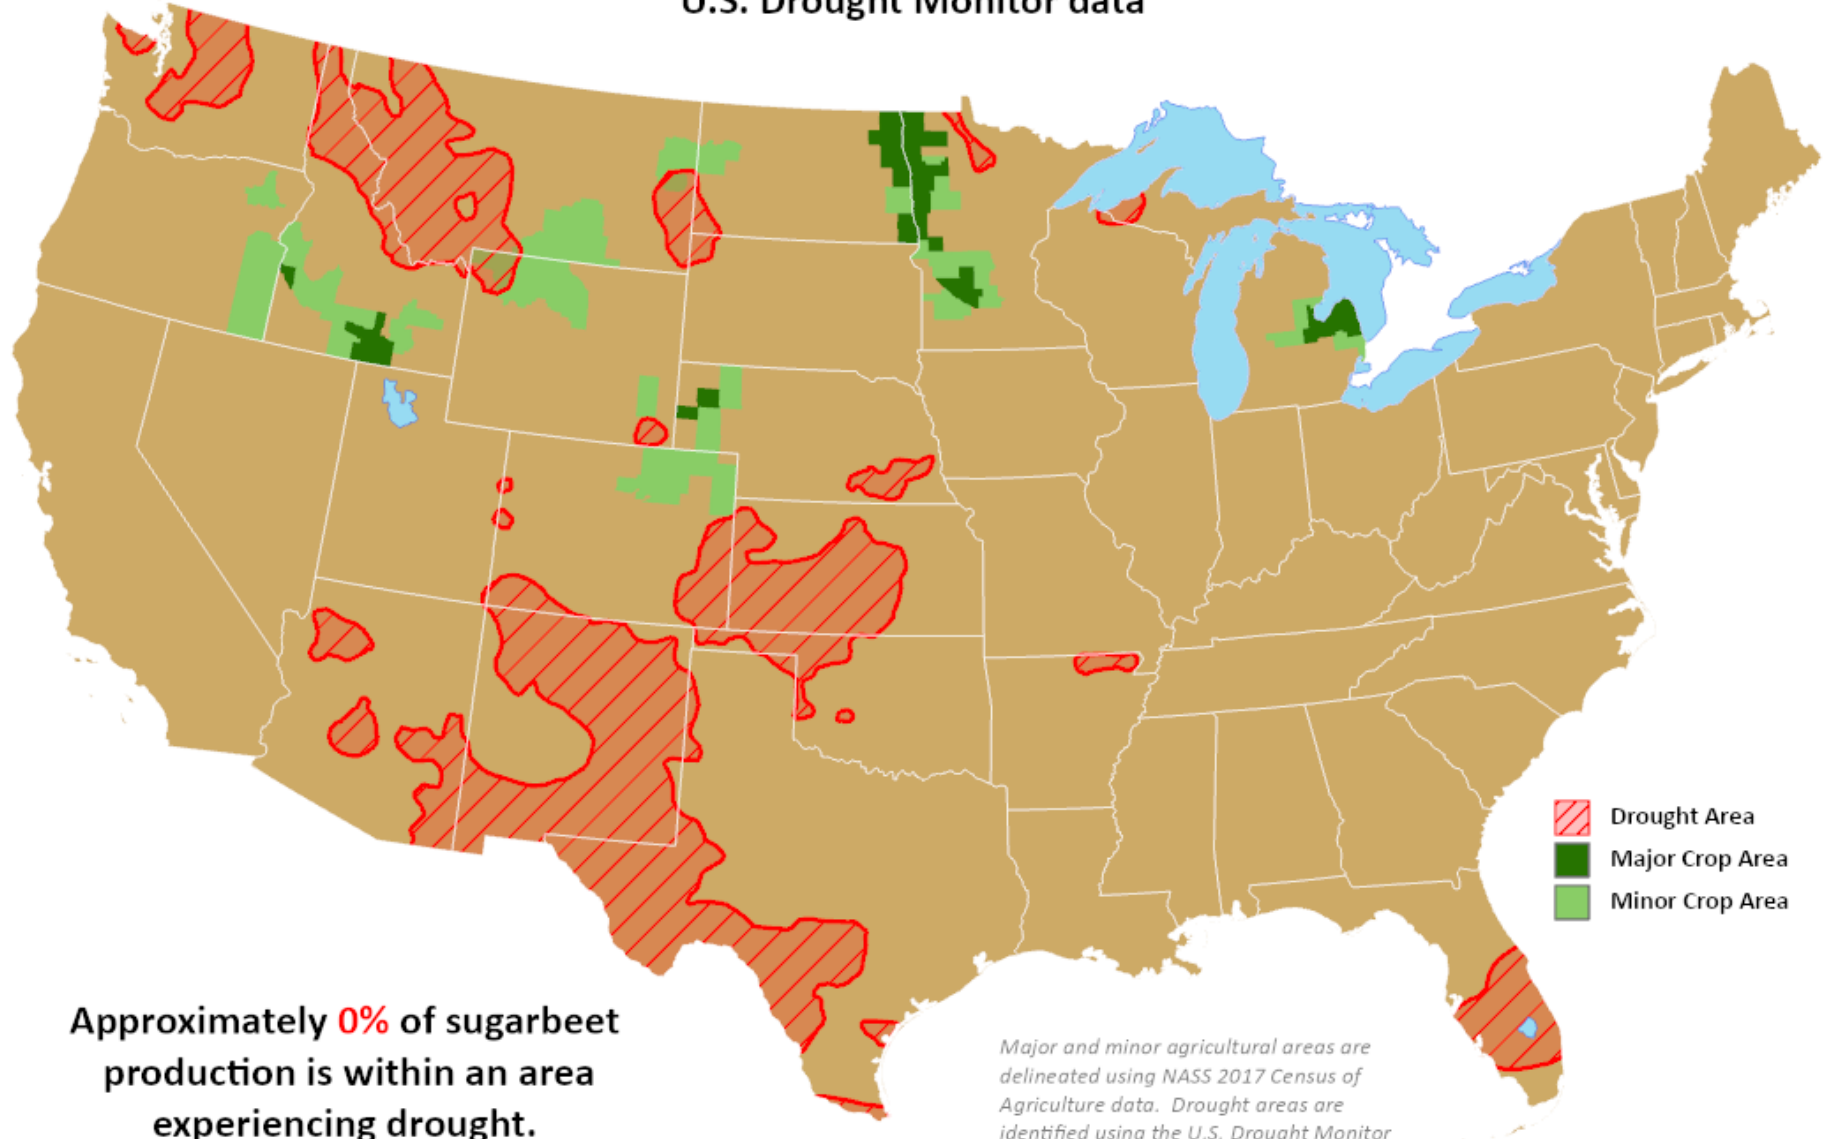 U.S. Drought Monitor data
Drought Area
Major Crop Area
Minor Crop Area
Approximately 0% of sugarbeet
production is within an area
experiencing drought.
Major and minor agricultural areas are
delineated using NASS 2017 Census of
Agriculture data. Drought areas are
identified using the U.S. Drought Monitor